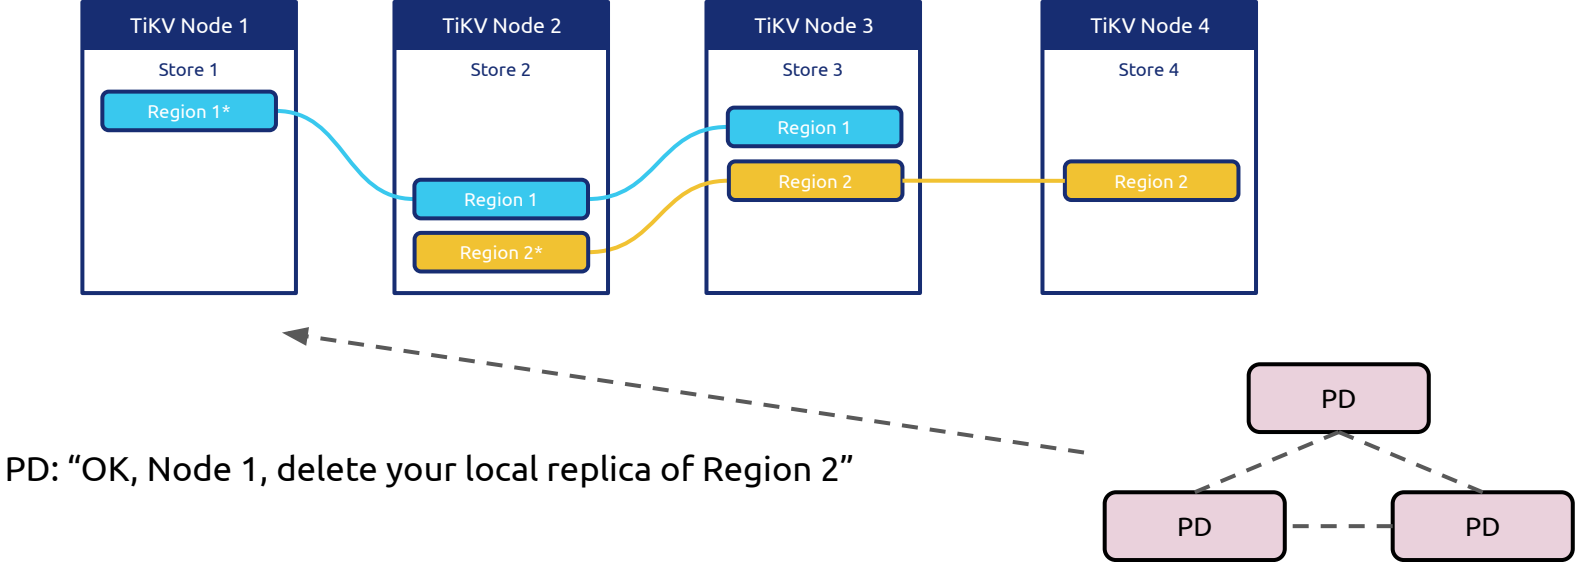 TiKV Node 1
Store 1
Region 1*
TiKV Node 2
Store 2
Region 1
Region 2*
TiKV Node 3
Store 3
Region 1
Region 2
TiKV Node 4
Store 4
Region 2
PD: “OK, Node 1, delete your local replica of Region 2”
PD
PD
PD